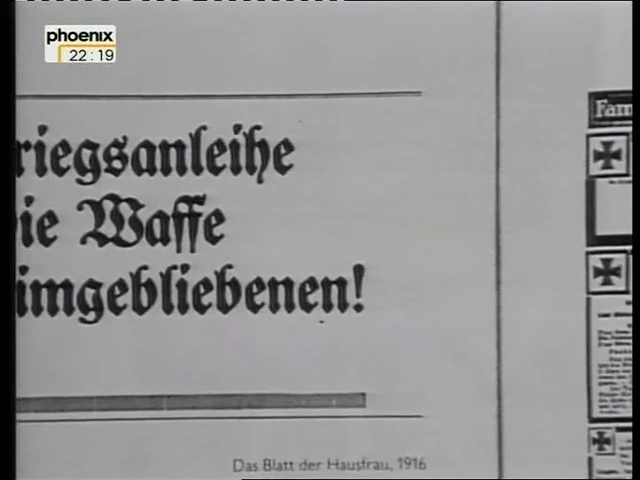 phoenix
22:19
riegsanleihe
ie Waffe
imgebliebenen!
Das Blatt der Hausfrau, 1916
Fam